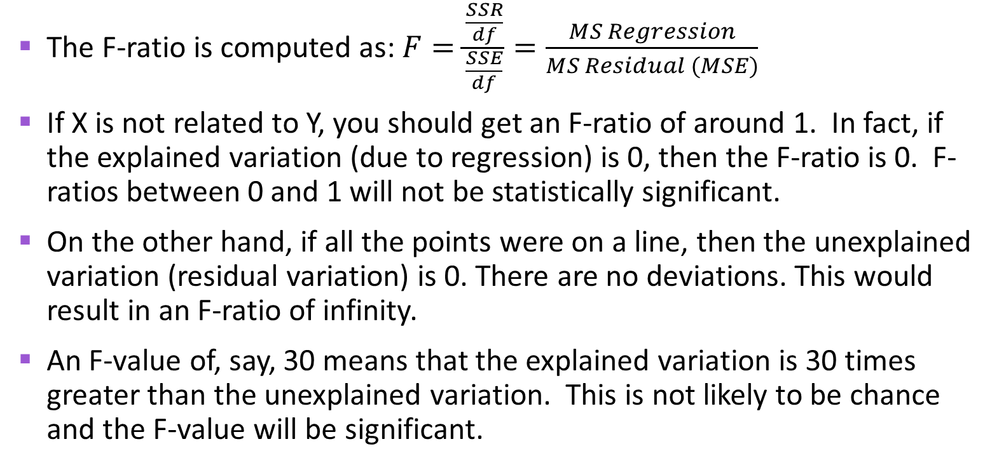 ▪ The F-ratio is computed as: F = (SSR/df)/(SSE/df) = MS Regression/MS Residual (MSE)
▪ If X is not related to Y, you should get an F-ratio of around 1.  In fact, if
the explained variation (due to regression) is 0, then the F-ratio is 0.  F-
ratios between 0 and 1 will not be statistically significant.
▪ On the other hand, if all the points were on a line, then the unexplained
variation (residual variation) is 0. There are no deviations. This would
result in an F-ratio of infinity.
▪ An F-value of, say, 30 means that the explained variation is 30 times
greater than the unexplained variation.  This is not likely to be chance
and the F-value will be significant.